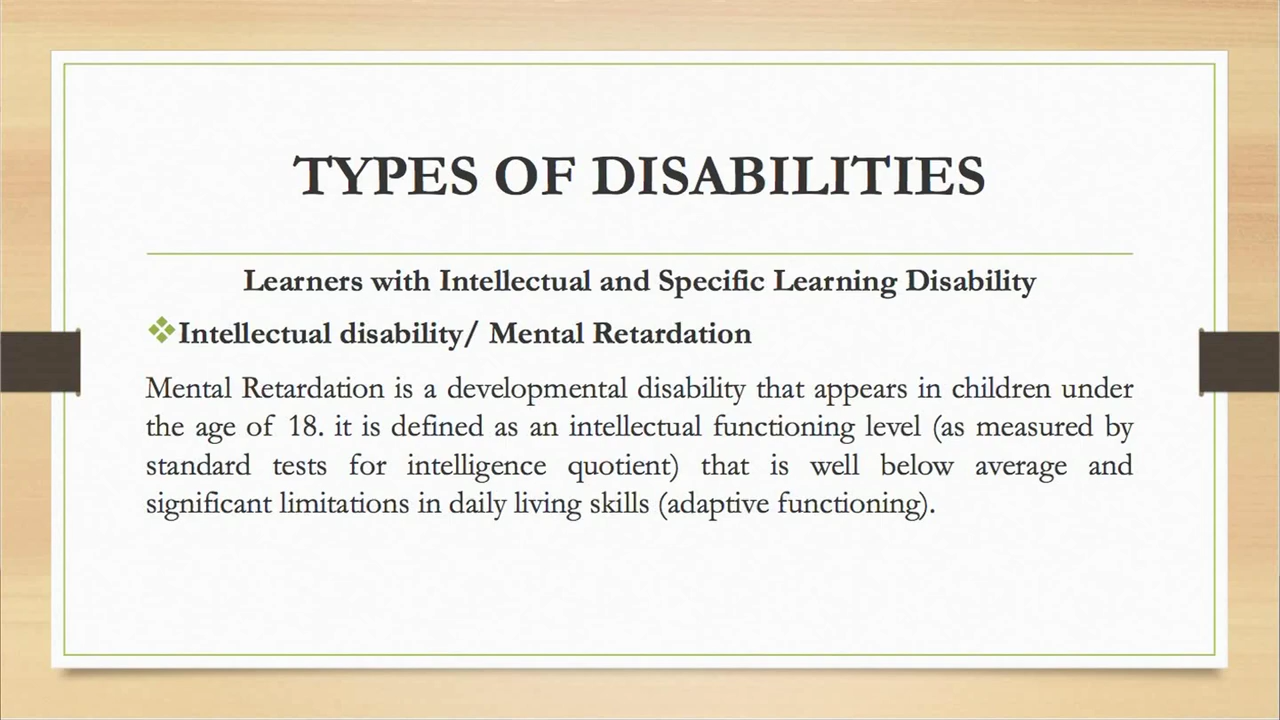 TYPES OF DISABILITIES
Learners with Intellectual and Specific Learning Disability
Intellectual disability/ Mental Retardation
Mental Retardation is a developmental disability that appears in children under
the age of 18. it is defined as an intellectual functioning level (as measured by
standard tests for intelligence quotient) that is well below average and
significant limitations in daily living skills (adaptive functioning).